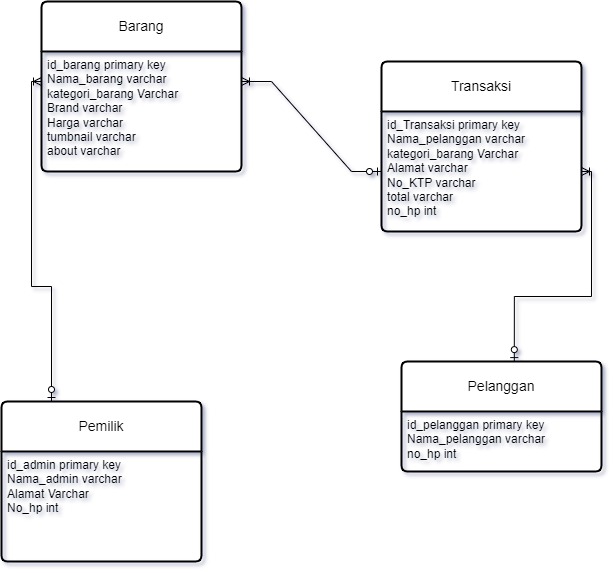 Barang
id_barang primary key
Nama_barang varchar
kategori_barang Varchar
Brand varchar
Harga varchar
tumbnail varchar
about varchar
Transaksi
id_Transaksi primary key
Nama_pelanggan varchar
kategori_barang Varchar
Alamat varchar
No_KTP varchar
total varchar
no_hp int
Pemilik
id_admin primary key
Nama_admin varchar
Alamat Varchar
No_hp int
Pelanggan
id_pelanggan primary key
Nama_pelanggan varchar
no_hp int